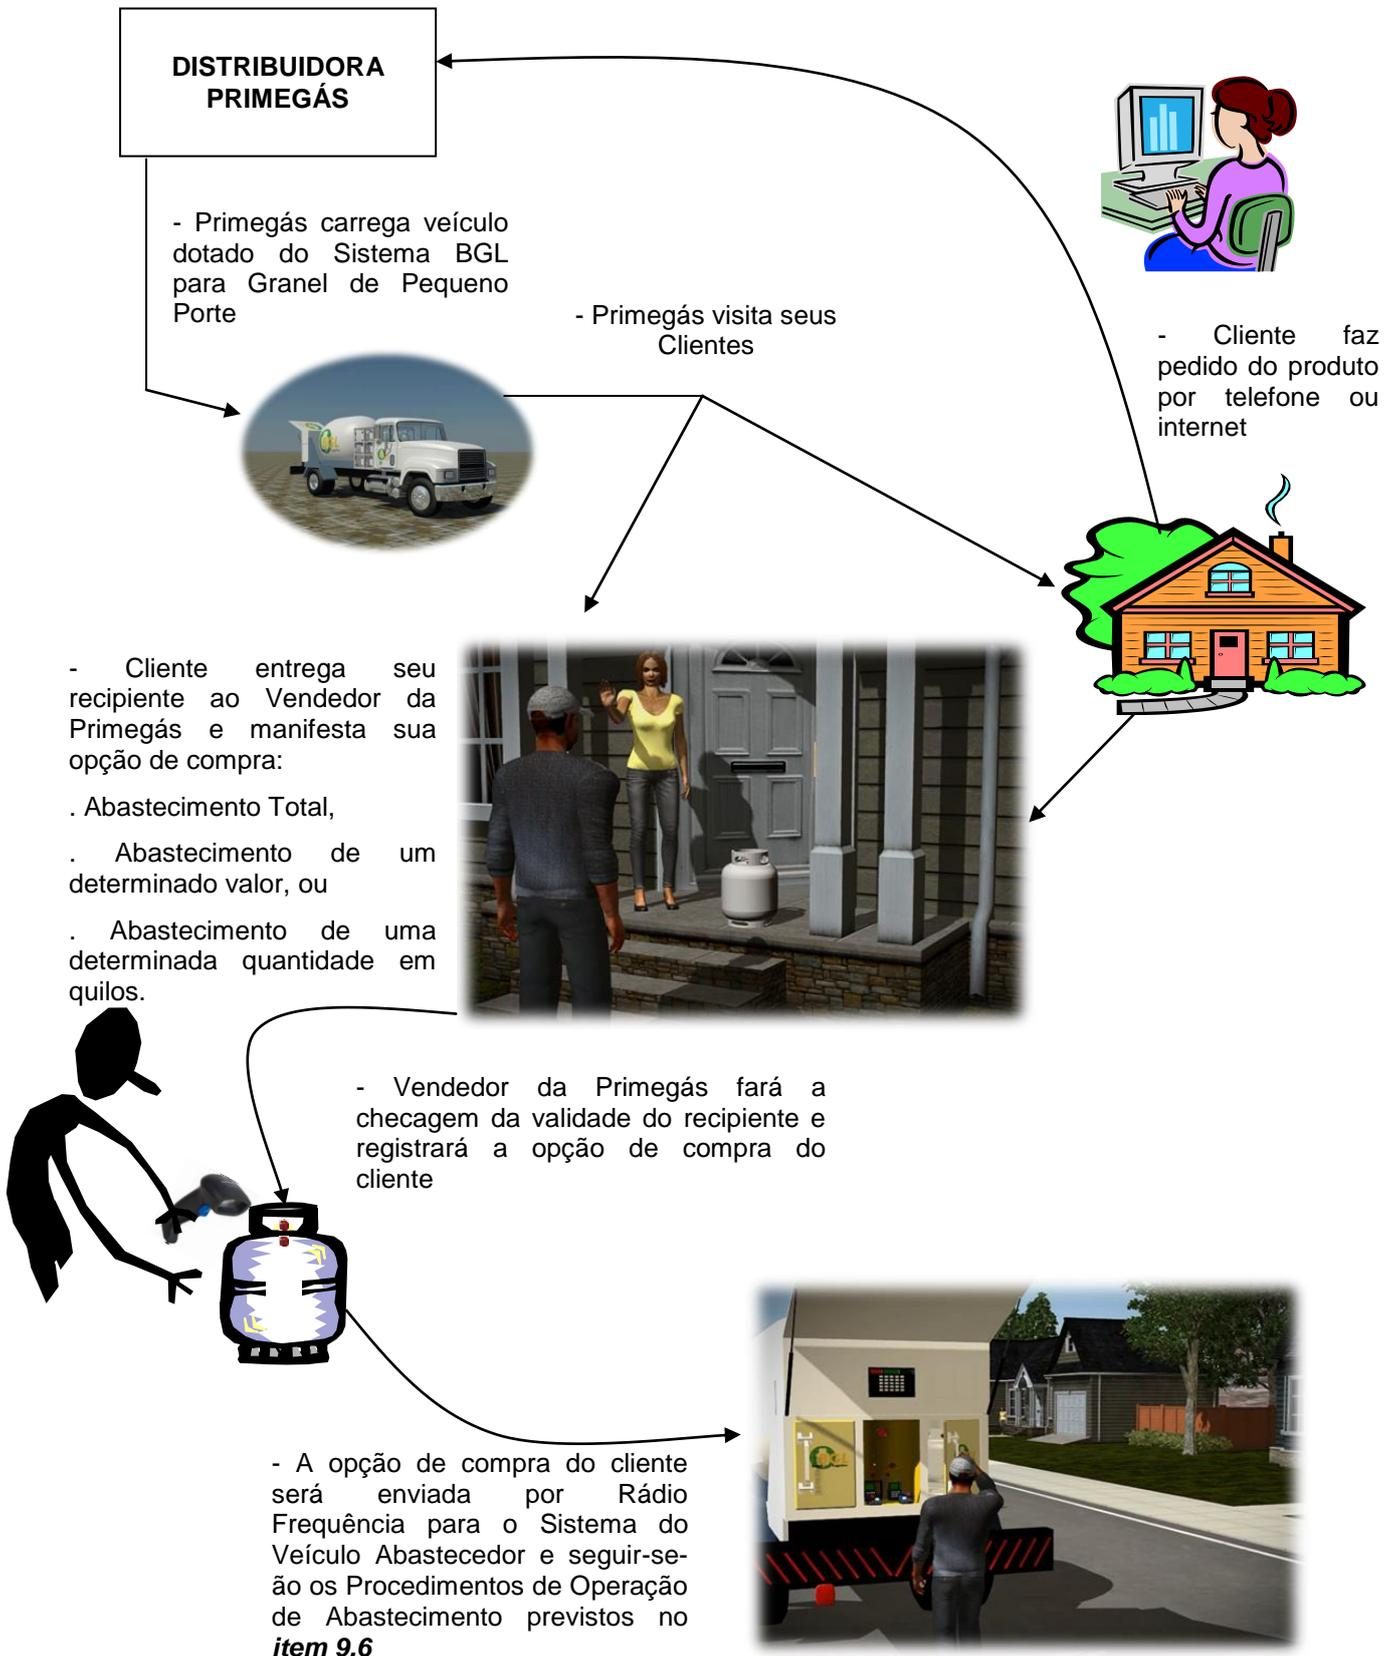 DISTRIBUIDORA
PRIMEGÁS
- Primegás carrega veículo
dotado do Sistema BGL
para Granel de Pequeno
Porte
- Primegás visita seus
Clientes
- Cliente faz
pedido do produto
por telefone ou
internet
BGL
- Cliente entrega seu
recipiente ao Vendedor da
Primegás e manifesta sua
opção de compra:
. Abastecimento Total,
. Abastecimento de um
determinado valor, ou
. Abastecimento de uma
determinada quantidade em
quilos.
- Vendedor da Primegás fará a
checagem da validade do recipiente e
registrará a opção de compra do
cliente
- A opção de compra do cliente
será enviada por Rádio
Frequência para o Sistema do
Veículo Abastecedor e seguir-se-
ão os Procedimentos de Operação
de Abastecimento previstos no
item 9.6
BGL